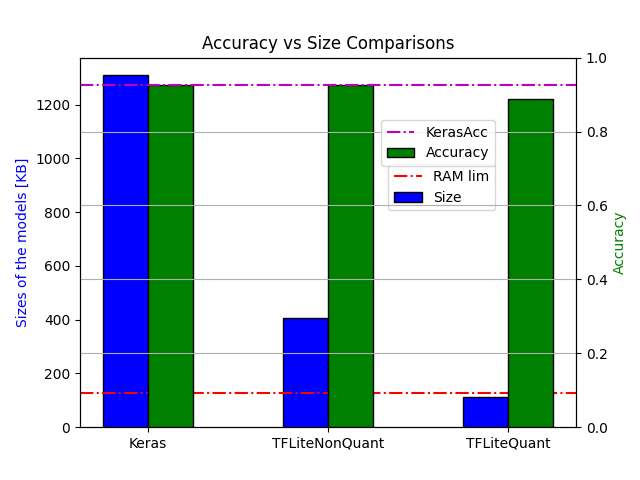 Accuracy vs Size Comparisons
Sizes of the models [KB]
1200
1000
800
600
400
200
0
1.0
0.8
0.6
0.4
0.2
0.0
Accuracy
KerasAcc
Accuracy
RAM lim
Size
Keras
TFLiteNonQuant
TFLiteQuant